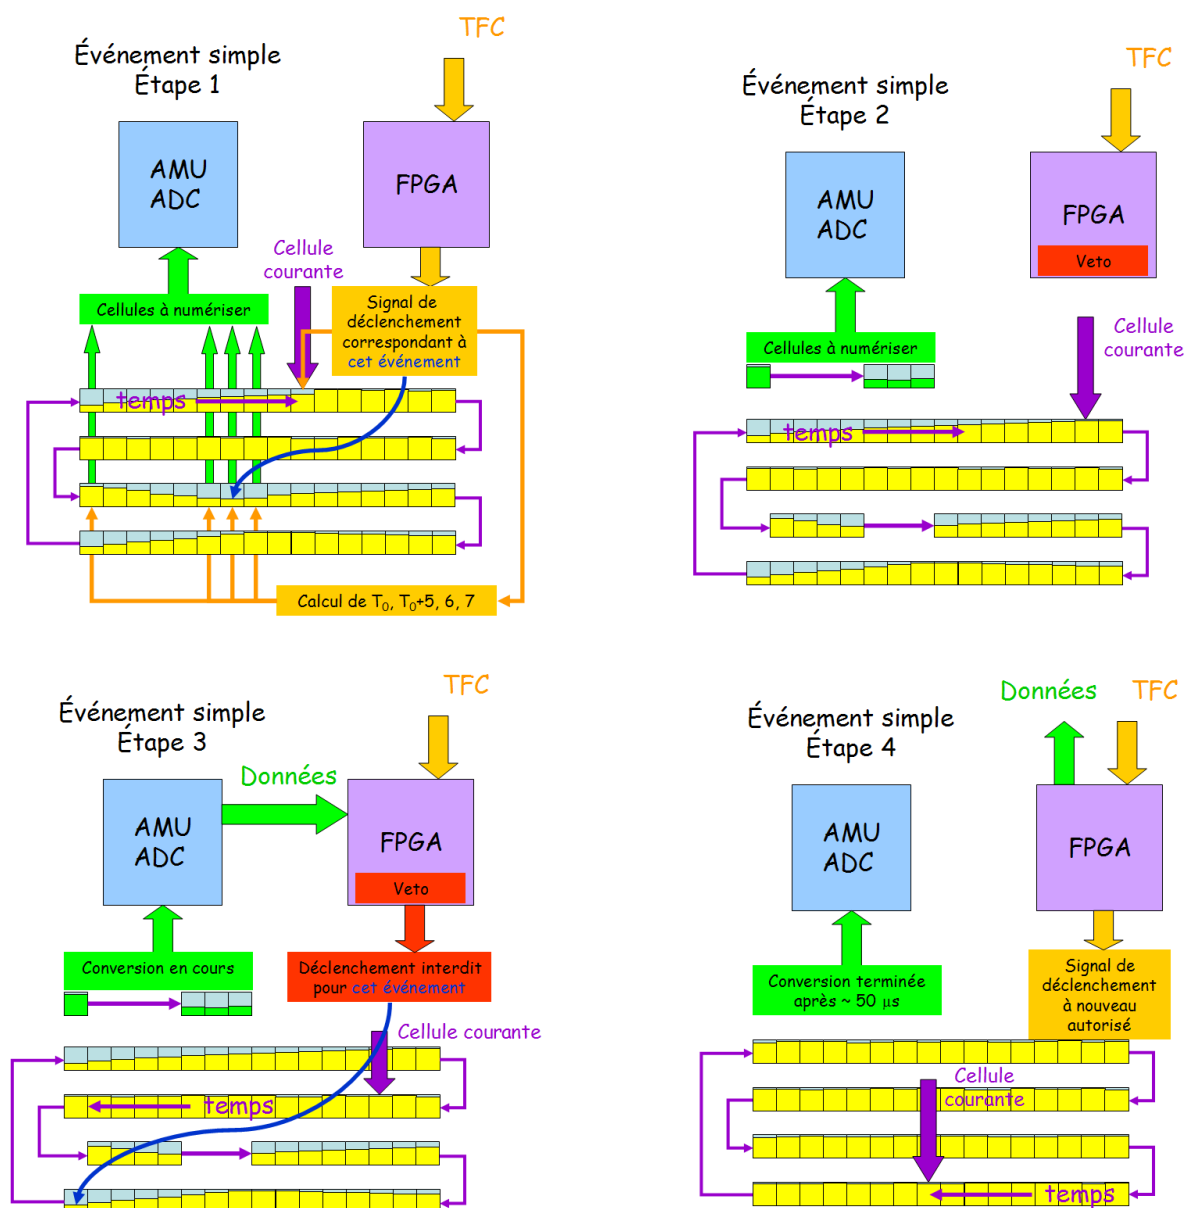 TFC
Événement simple
Étape 1
AMU
ADC
FPGA
Cellule
courante
Cellules à numériser
Signal de
déclenchement
correspondant à
cet événement
temps
Calcul de T₀, T₀+5, 6, 7
TFC
Événement simple
Étape 2
AMU
ADC
FPGA
Veto
Cellules à numériser
Cellule
courante
temps
TFC
Événement simple
Étape 3
Données
AMU
ADC
FPGA
Veto
Conversion en cours
Déclenchement interdit
pour cet événement
Cellule courante
temps
Données
TFC
Événement simple
Étape 4
AMU
ADC
FPGA
Conversion terminée
après ~ 50 µs
Signal de
déclenchement
à nouveau
autorisé
Cellule
courante
temps